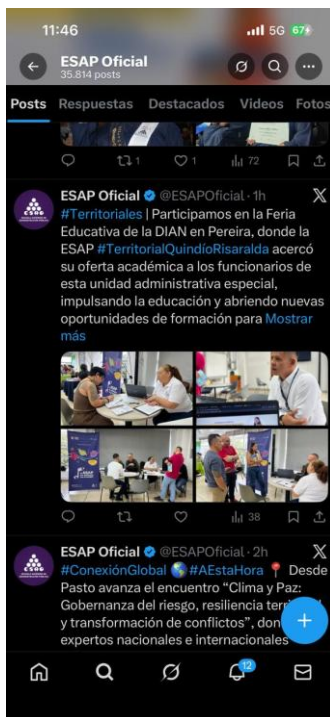 11:46
5G 67
ESAP Oficial
35.814 posts
Posts Respuestas Destacados Videos Fotos
1 1 72
ESAP Oficial @ESAPOficial · 1h
#Territoriales | Participamos en la Feria
Educativa de la DIAN en Pereira, donde la
ESAP #TerritorialQuindíoRisaralda acercó
su oferta académica a los funcionarios de
esta unidad administrativa especial,
impulsando la educación y abriendo nuevas
oportunidades de formación para Mostrar
más
38
ESAP Oficial @ESAPOficial · 2h
#ConexiónGlobal 🌎 #AEstaHora 📍 Desde
Pasto avanza el encuentro “Clima y Paz:
Gobernanza del riesgo, resiliencia
y transformación de conflictos”,
expertos nacionales e internacionales
12